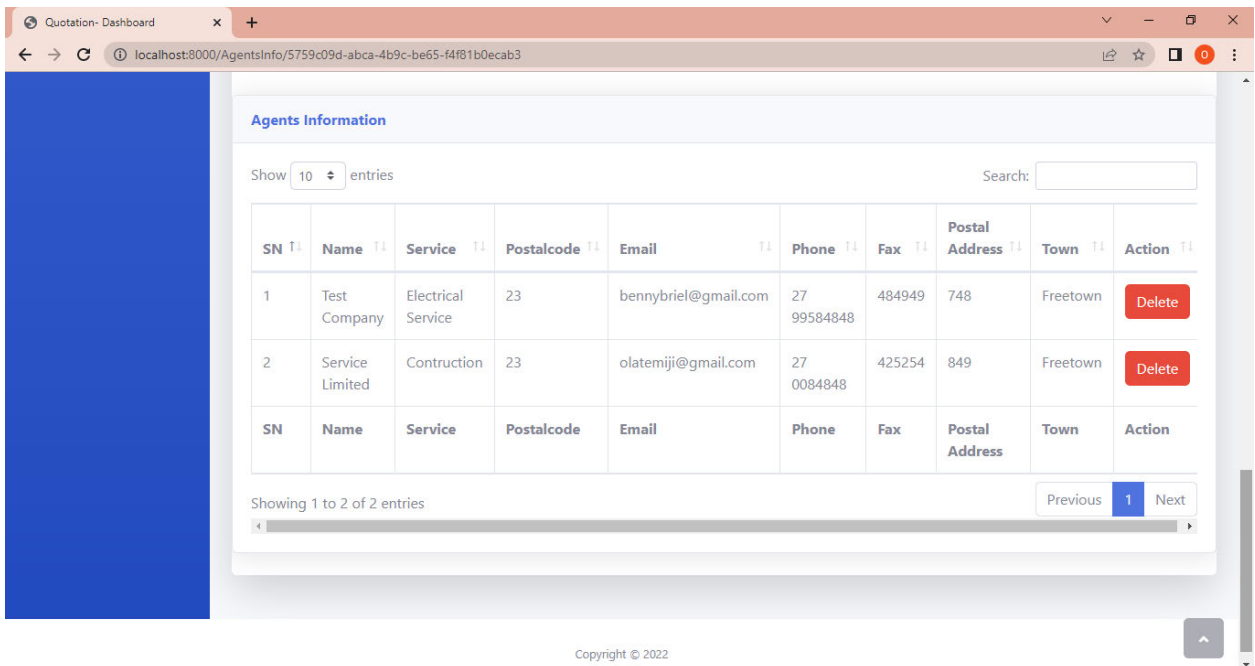 Quotation- Dashboard
localhost:8000/AgentsInfo/5759c09d-abca-4b9c-be65-f4f81b0ecab3
O
Agents Information
Show 10 entries Search:
SN Name Service Postalcode Email Phone Fax Postal Address Town Action
1 Test Company Electrical Service 23 bennybriel@gmail.com 27 99584848 484949 748 Freetown Delete
2 Service Limited Contruction 23 olatemiji@gmail.com 27 0084848 425254 849 Freetown Delete
SN Name Service Postalcode Email Phone Fax Postal Address Town Action
Showing 1 to 2 of 2 entries Previous 1 Next
Copyright © 2022